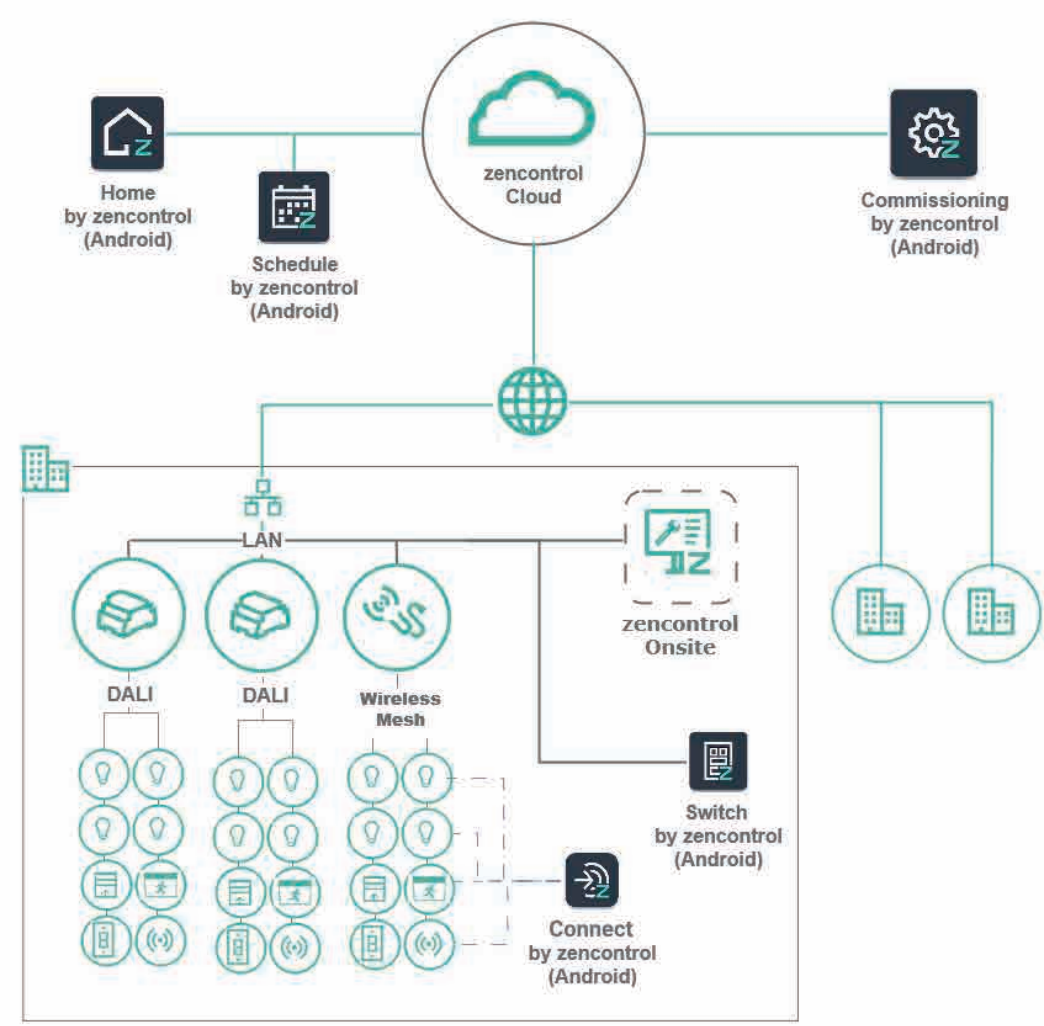 zencontrol
Cloud
Home
by zencontrol
(Android)
Schedule
by zencontrol
(Android)
Commissioning
by zencontrol
(Android)
LAN
zencontrol
Onsite
DALI
DALI
Wireless
Mesh
Switch
by zencontrol
(Android)
Connect
by zencontrol
(Android)